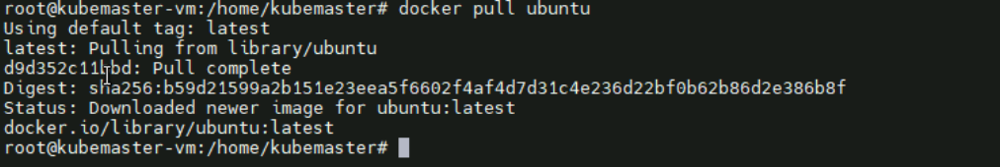 root@kubemaster-vm:/home/kubemaster# docker pull ubuntu
Using default tag: latest
latest: Pulling from library/ubuntu
d9d352c11bbd: Pull complete
Digest: sha256:b59d21599a2b151e23eea5f6602f4af4d7d31c4e236d22bf0b62b86d2e386b8f
Status: Downloaded newer image for ubuntu:latest
docker.io/library/ubuntu:latest
root@kubemaster-vm:/home/kubemaster#